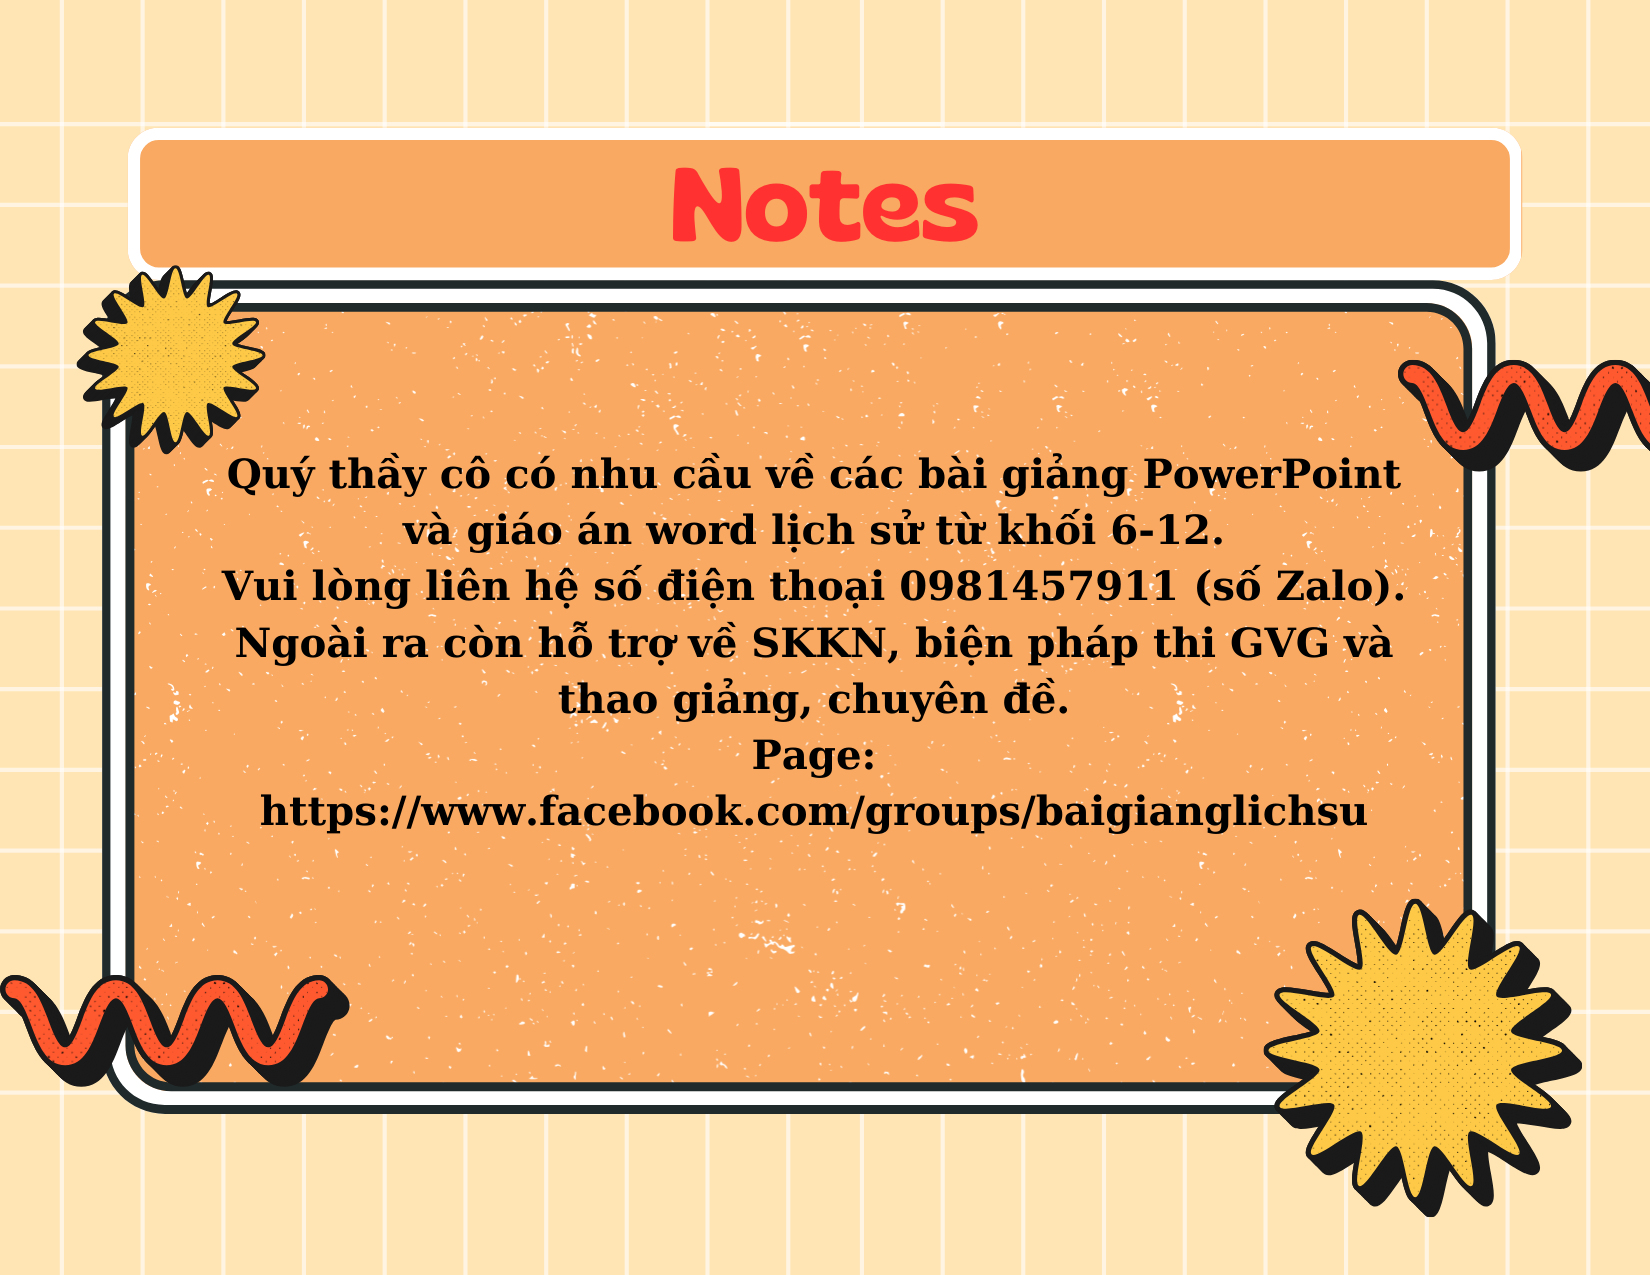 Notes
Quý thầy cô có nhu cầu về các bài giảng PowerPoint
và giáo án word lịch sử từ khối 6-12.
Vui lòng liên hệ số điện thoại 0981457911 (số Zalo).
Ngoài ra còn hỗ trợ về SKKN, biện pháp thi GVG và
thao giảng, chuyên đề.
Page:
https://www.facebook.com/groups/baigianglichsu